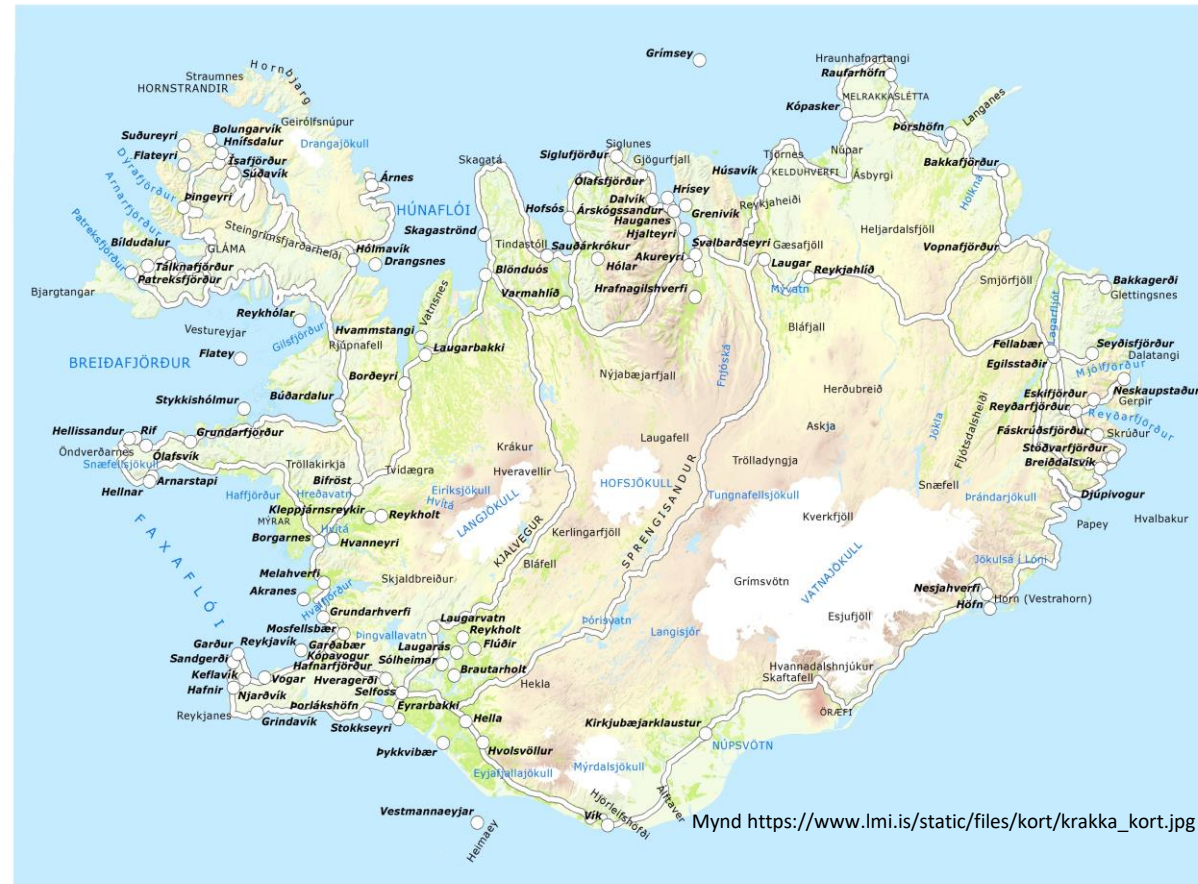 Grímsey
Hraunhafnartangi
Raufarhöfn
MELRAKKASLÉTTA
Kópasker
Langanes
Þórshöfn
Bakkafjörður
Hornbjarg
Straumnes
HORNSTRANDIR
Geirólfsnúpur
Drangajökull
Bolungarvík
Suðureyri
Hnífsdalur
Flateyri
Ísafjörður
Súðavík
Dýrafjörður
Arnarfjörður
Þingeyri
Árnes
Patreksfjörður
Bíldudalur
GLÁMA
Steingrímsfjarðarheiði
Tálknafjörður
Patreksfjörður
Bjargtangar
Hólmavík
Drangsnes
HÚNAFLÓI
Skagatá
Skagaströnd
Siglunes
Siglufjörður
Gjögurfjall
Ólafsfjörður
Dalvík
Hrísey
Hofsós
Árskógssandur
Grenivík
Hauganes
Hjalteyri
Tindastóll
Sauðárkrókur
Svalbarðseyri
Hólar
Akureyri
Blönduós
Varmahlíð
Hrafnagilshverfi
Húsavík
Tjörnes
KELDUHVERFI
Núpar
Ásbyrgi
Reykjaheiði
Gæsafjöll
Heljardalsfjöll
Laugar
Reykjahlíð
Mývatn
Bláfjall
Hólkná
Vopnafjörður
Smjörfjöll
Bakkagerði
Glettingsnes
Lagarfljót
Fellabær
Seyðisfjörður
Egilsstaðir
Dalatangi
Mjóifjörður
Eskifjörður
Neskaupstaður
Gerpir
Reyðarfjörður
Reyðarfjörður
Fáskrúðsfjörður
Skrúður
Stöðvarfjörður
Breiðdalsvík
Djúpivogur
Papey
Hvalbakur
Þrándarjökull
Snæfell
Fljótsdalsheiði
Jökla
Herðubreið
Askja
Trölladyngja
Fnjóská
Nýjabæjarfjall
Laugafell
HOFSJÖKULL
Tungnafellsjökull
SPRENGISANDUR
Kverkfjöll
VATNAJÖKULL
Grímsvötn
Esjufjöll
Jökulsá í Lóni
Nesjahverfi
Höfn
Horn (Vestrahorn)
Hvannadalshnjúkur
Skaftafell
ÖRÆFI
Reykhólar
Vestureyjar
Gilsfjörður
BREIÐAFJÖRÐUR
Flatey
Rjúpnafell
Hvammstangi
Vatnsnes
Laugarbakki
Borðeyri
Búðardalur
Stykkishólmur
Hellissandur
Rif
Grundarfjörður
Öndverðarnes
Ólafsvík
Snæfellsjökull
Arnarstapi
Hellnar
Tröllakirkja
Tvídægra
Krákur
Hveravellir
Bifröst
Haffjörður
Hreðavatn
Eiríksjökull
Hvítá
LANGJÖKULL
Kleppjárnsreykir
Reykholt
MÝRAR
Hvítá
Borgarnes
Hvanneyri
KJALVEGUR
Kerlingarfjöll
Bláfell
FAXAFLÓI
Melahverfi
Skjaldbreiður
Akranes
Hvalfjörður
Grundarhverfi
Laugarvatn
Mosfellsbær
Þingvallavatn
Reykholt
Garður
Reykjavík
Garðabær
Laugarás
Flúðir
Sandgerði
Kópavogur
Sólheimar
Keflavík
Hafnarfjörður
Hafnir
Vogar
Hveragerði
Brautarholt
Njarðvík
Selfoss
Hekla
Þórisvatn
Langisjór
Reykjanes
Þorlákshöfn
Eyrarbakki
Grindavík
Stokkseyri
Hella
Þykkvibær
Hvolsvöllur
Kirkjubæjarklaustur
NÚPSVÖTN
Eyjafjallajökull
Mýrdalsjökull
Vestmannaeyjar
Heimaey
Vík
Hjörleifshöfði
Álftaver
Mynd https://www.lmi.is/static/files/kort/krakka_kort.jpg